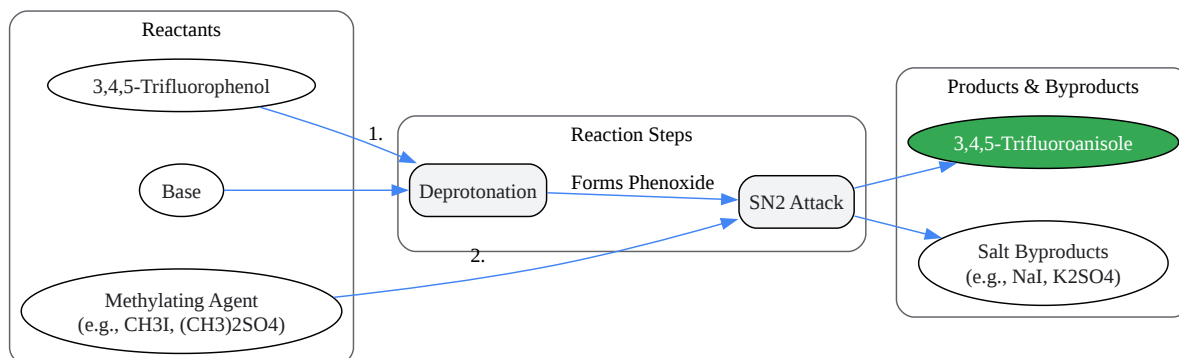 Reactants
3,4,5-Trifluorophenol
Base
Methylating Agent
(e.g., CH3I, (CH3)2SO4)
1.
2.
Reaction Steps
Deprotonation
Forms Phenoxide
SN2 Attack
Products & Byproducts
3,4,5-Trifluoroanisole
Salt Byproducts
(e.g., NaI, K2SO4)